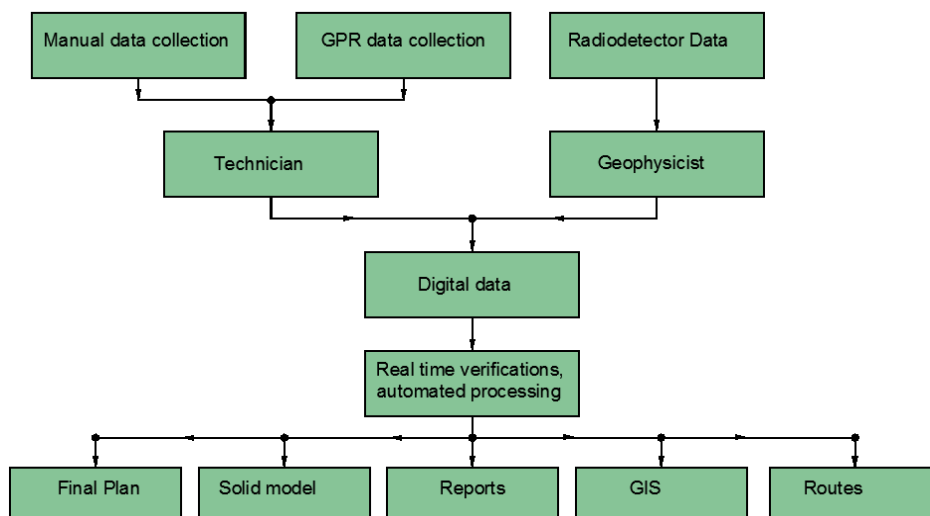 Manual data collection
GPR data collection
Radiodetector Data
Technician
Geophysicist
Digital data
Real time verifications,
automated processing
Final Plan
Solid model
Reports
GIS
Routes